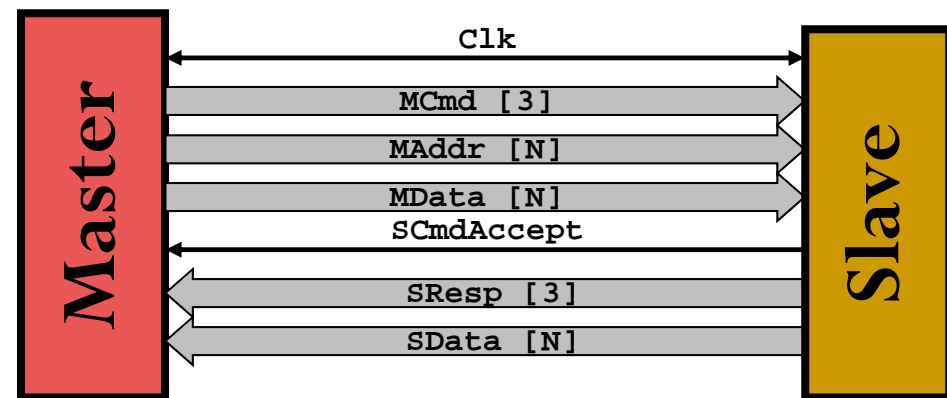 Master
Clk
MCmd [3]
MAddr [N]
MData [N]
SCmdAccept
SResp [3]
SData [N]
Slave